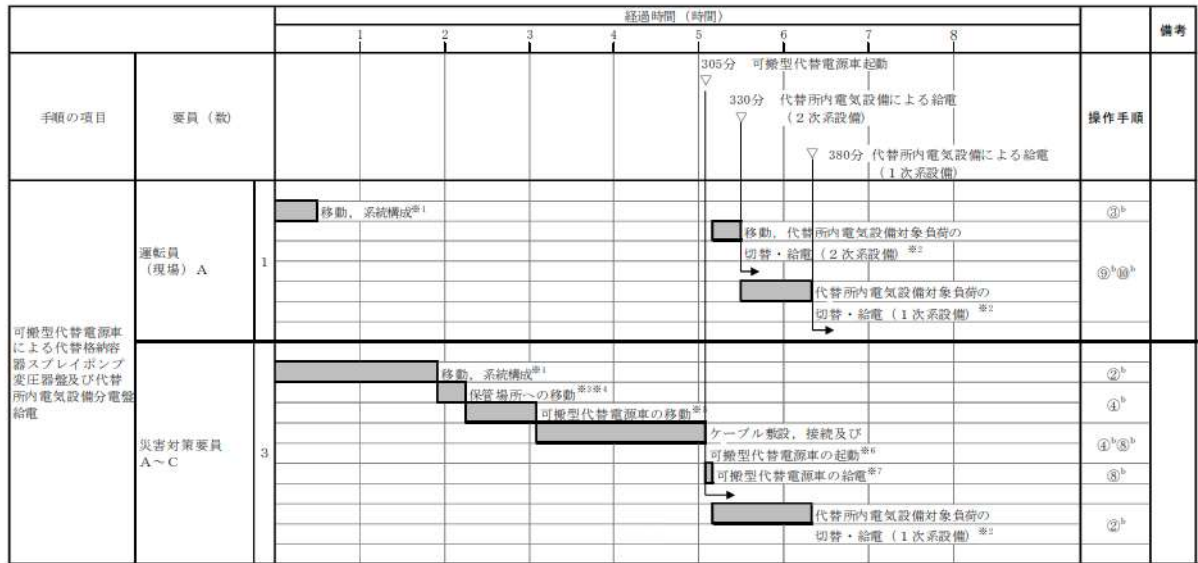 経過時間（時間）
備考
1 2 3 4 5 6 7 8
手順の項目
要員（数）
操作手順
305分 可搬型代替電源車起動
▽
330分 代替所内電気設備による給電
（２次系設備）
▽
▽ 380分 代替所内電気設備による給電
（１次系設備）
可搬型代替電源車
による代替格納容
器スプレイポンプ
変圧器盤及び代替
所内電気設備分電盤
給電
運転員
（現場）A
1
移動，系統構成※1
③b
移動，代替所内電気設備対象負荷の
切替・給電（２次系設備）※2
⑨b⑩b
代替所内電気設備対象負荷の
切替・給電（１次系設備）※2
災害対策要員
A～C
3
移動，系統構成※1
②b
保管場所への移動※3※4
④b
可搬型代替電源車の移動
ケーブル敷設，接続及び
可搬型代替電源車の起動※6
④b⑧b
可搬型代替電源車の給電※7
⑧b
代替所内電気設備対象負荷の
切替・給電（１次系設備）※2
②b